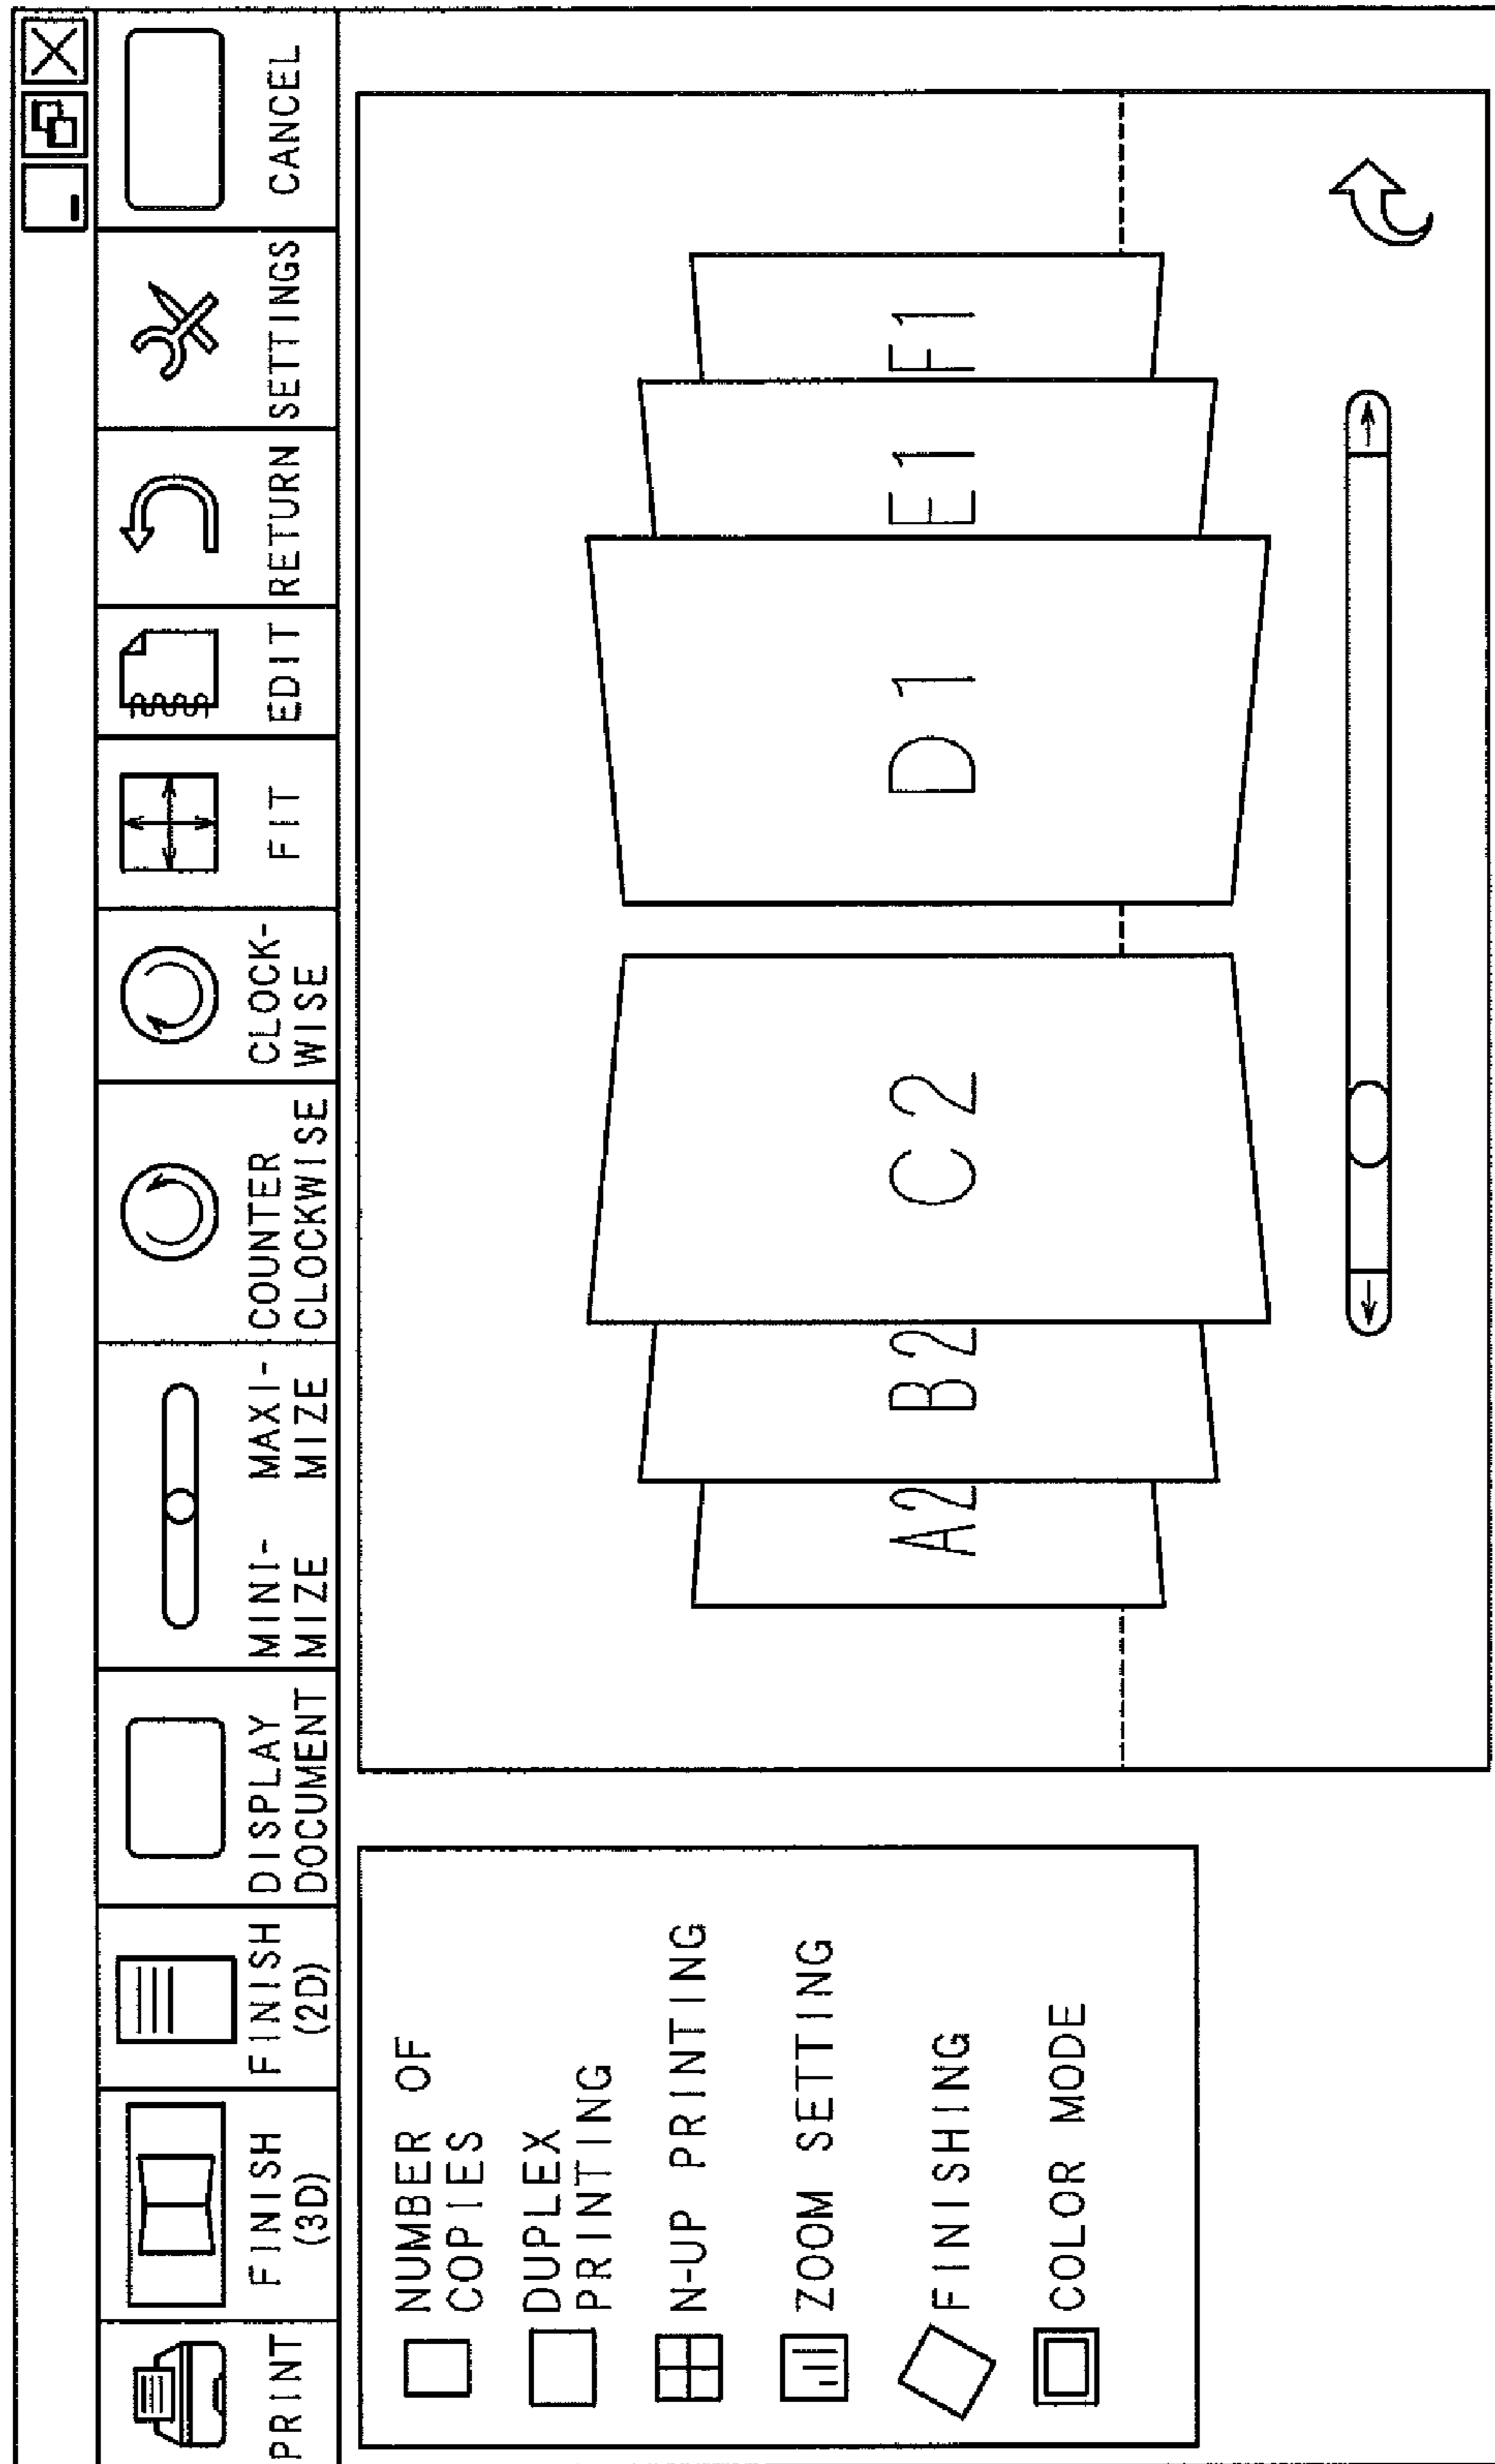 PRINT
FINISH
(3D)
FINISH
(2D)
DISPLAY
DOCUMENT
MINI-
MIZE
MAXI-
MIZE
COUNTER
CLOCKWISE
CLOCK-
WISE
FIT
EDIT
RETURN
SETTINGS
CANCEL
NUMBER OF
COPIES
DUPLEX
PRINTING
N-UP PRINTING
ZOOM SETTING
FINISHING
COLOR MODE
A2 B2 C2 D1 E1 F1